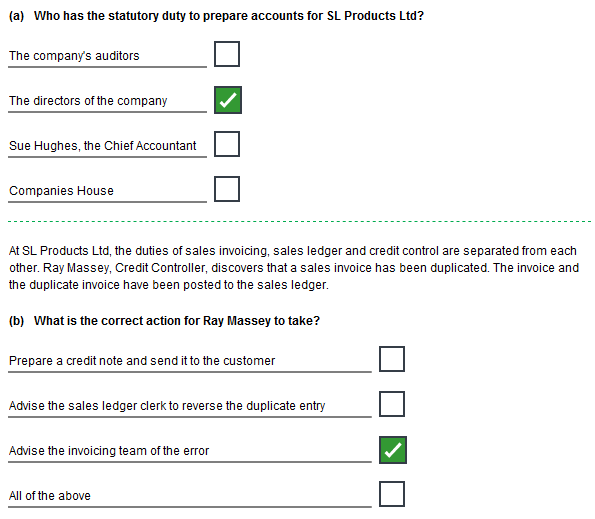 (a) Who has the statutory duty to prepare accounts for SL Products Ltd?
The company's auditors
The directors of the company
Sue Hughes, the Chief Accountant
Companies House
At SL Products Ltd, the duties of sales invoicing, sales ledger and credit control are separated from each
other. Ray Massey, Credit Controller, discovers that a sales invoice has been duplicated. The invoice and
the duplicate invoice have been posted to the sales ledger.
(b) What is the correct action for Ray Massey to take?
Prepare a credit note and send it to the customer
Advise the sales ledger clerk to reverse the duplicate entry
Advise the invoicing team of the error
All of the above